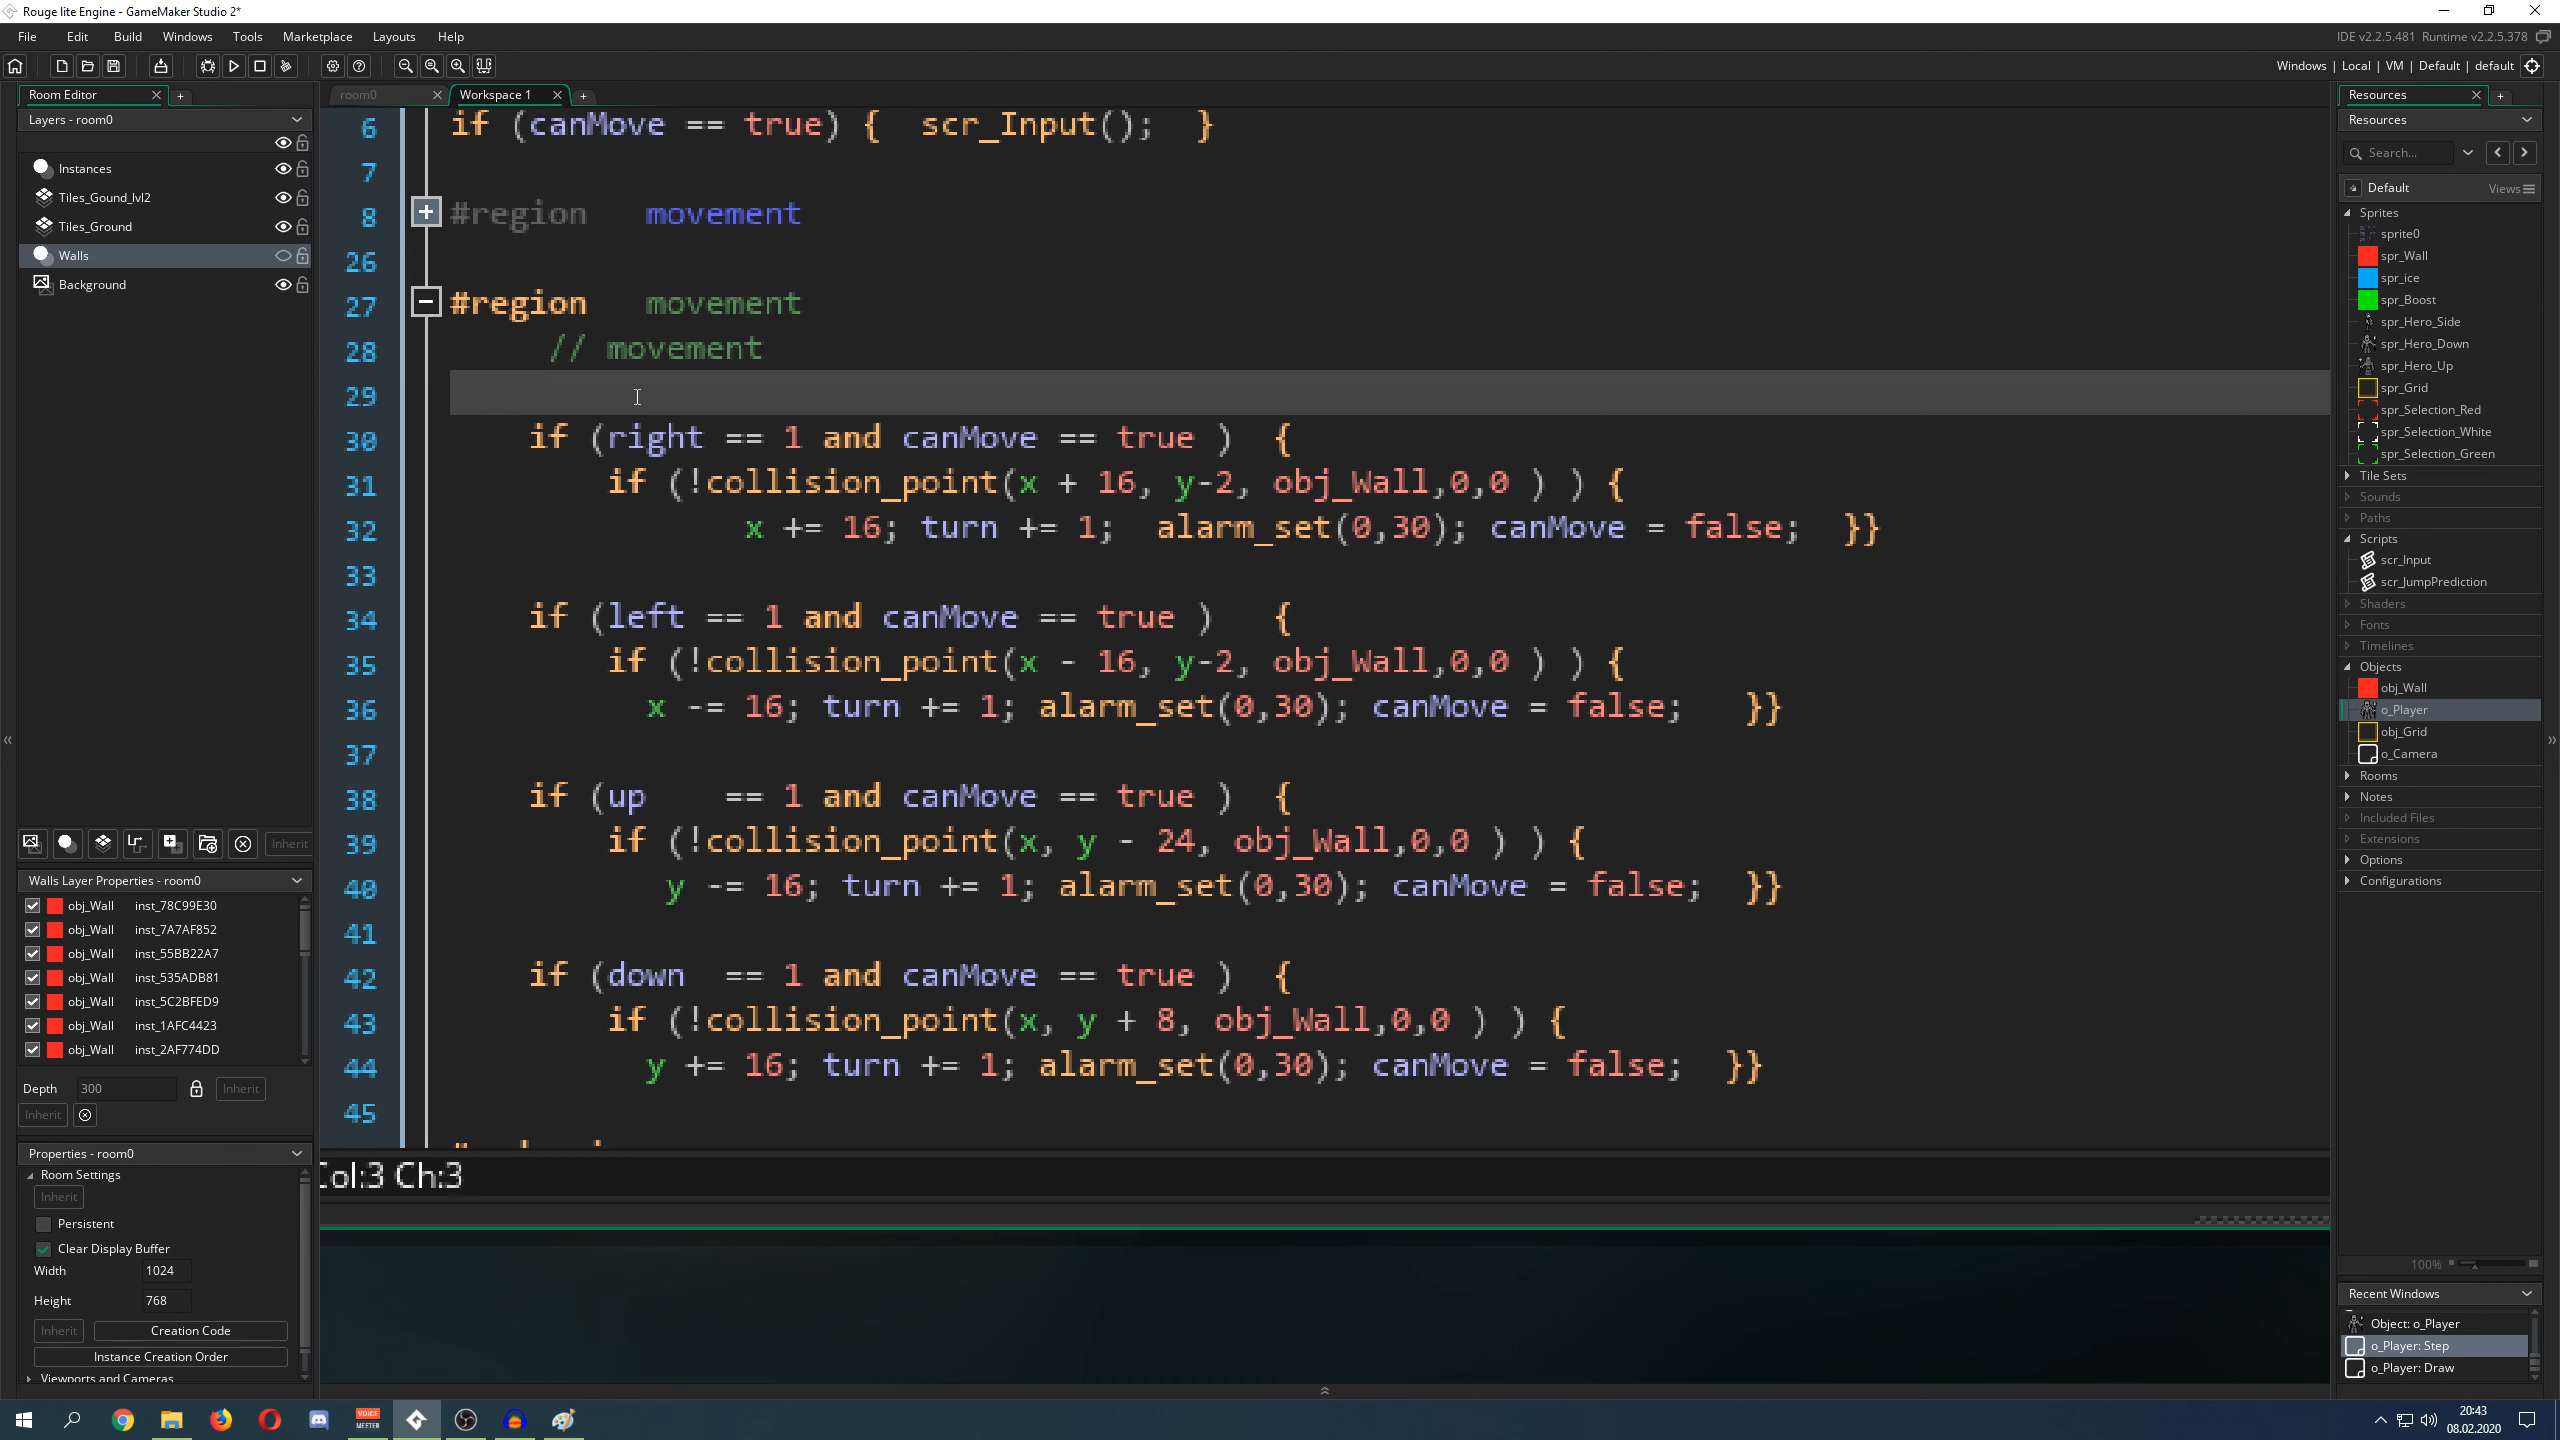 Rouge lite Engine - GameMaker Studio 2*
File Edit Build Windows Tools Marketplace Layouts Help
IDE v2.2.5.481 Runtime v2.2.5.378
Windows | Local | VM | Default | default
Room Editor
Layers - room0
Instances
Tiles_Gound_lvl2
Tiles_Ground
Walls
Background
Inherit
Walls Layer Properties - room0
obj_Wall inst_78C99E30
obj_Wall inst_7A7AF852
obj_Wall inst_55BB22A7
obj_Wall inst_535ADB81
obj_Wall inst_5C2BFED9
obj_Wall inst_1AFC4423
obj_Wall inst_2AF774DD
Depth 300 Inherit
Inherit
Properties - room0
Room Settings
Inherit
Persistent
Clear Display Buffer
Width 1024
Height 768
Inherit Creation Code
Instance Creation Order
Viewports and Cameras
room0 Workspace 1
6 if (canMove == true) { scr_Input(); }
7
8 #region movement
26
27 #region movement
28 // movement
29
30 if (right == 1 and canMove == true ) {
31 if (!collision_point(x + 16, y-2, obj_Wall,0,0 ) ) {
32 x += 16; turn += 1; alarm_set(0,30); canMove = false; }}
33
34 if (left == 1 and canMove == true ) {
35 if (!collision_point(x - 16, y-2, obj_Wall,0,0 ) ) {
36 x -= 16; turn += 1; alarm_set(0,30); canMove = false; }}
37
38 if (up == 1 and canMove == true ) {
39 if (!collision_point(x, y - 24, obj_Wall,0,0 ) ) {
40 y -= 16; turn += 1; alarm_set(0,30); canMove = false; }}
41
42 if (down == 1 and canMove == true ) {
43 if (!collision_point(x, y + 8, obj_Wall,0,0 ) ) {
44 y += 16; turn += 1; alarm_set(0,30); canMove = false; }}
45
Col:3 Ch:3
Resources
Resources
Search...
Default Views
Sprites
sprite0
spr_Wall
spr_ice
spr_Boost
spr_Hero_Side
spr_Hero_Down
spr_Hero_Up
spr_Grid
spr_Selection_Red
spr_Selection_White
spr_Selection_Green
Tile Sets
Sounds
Paths
Scripts
scr_Input
scr_JumpPrediction
Shaders
Fonts
Timelines
Objects
obj_Wall
o_Player
obj_Grid
o_Camera
Rooms
Notes
Included Files
Extensions
Options
Configurations
100%
Recent Windows
Object: o_Player
o_Player: Step
o_Player: Draw
VOICE
MEETER
20:43
08.02.2020